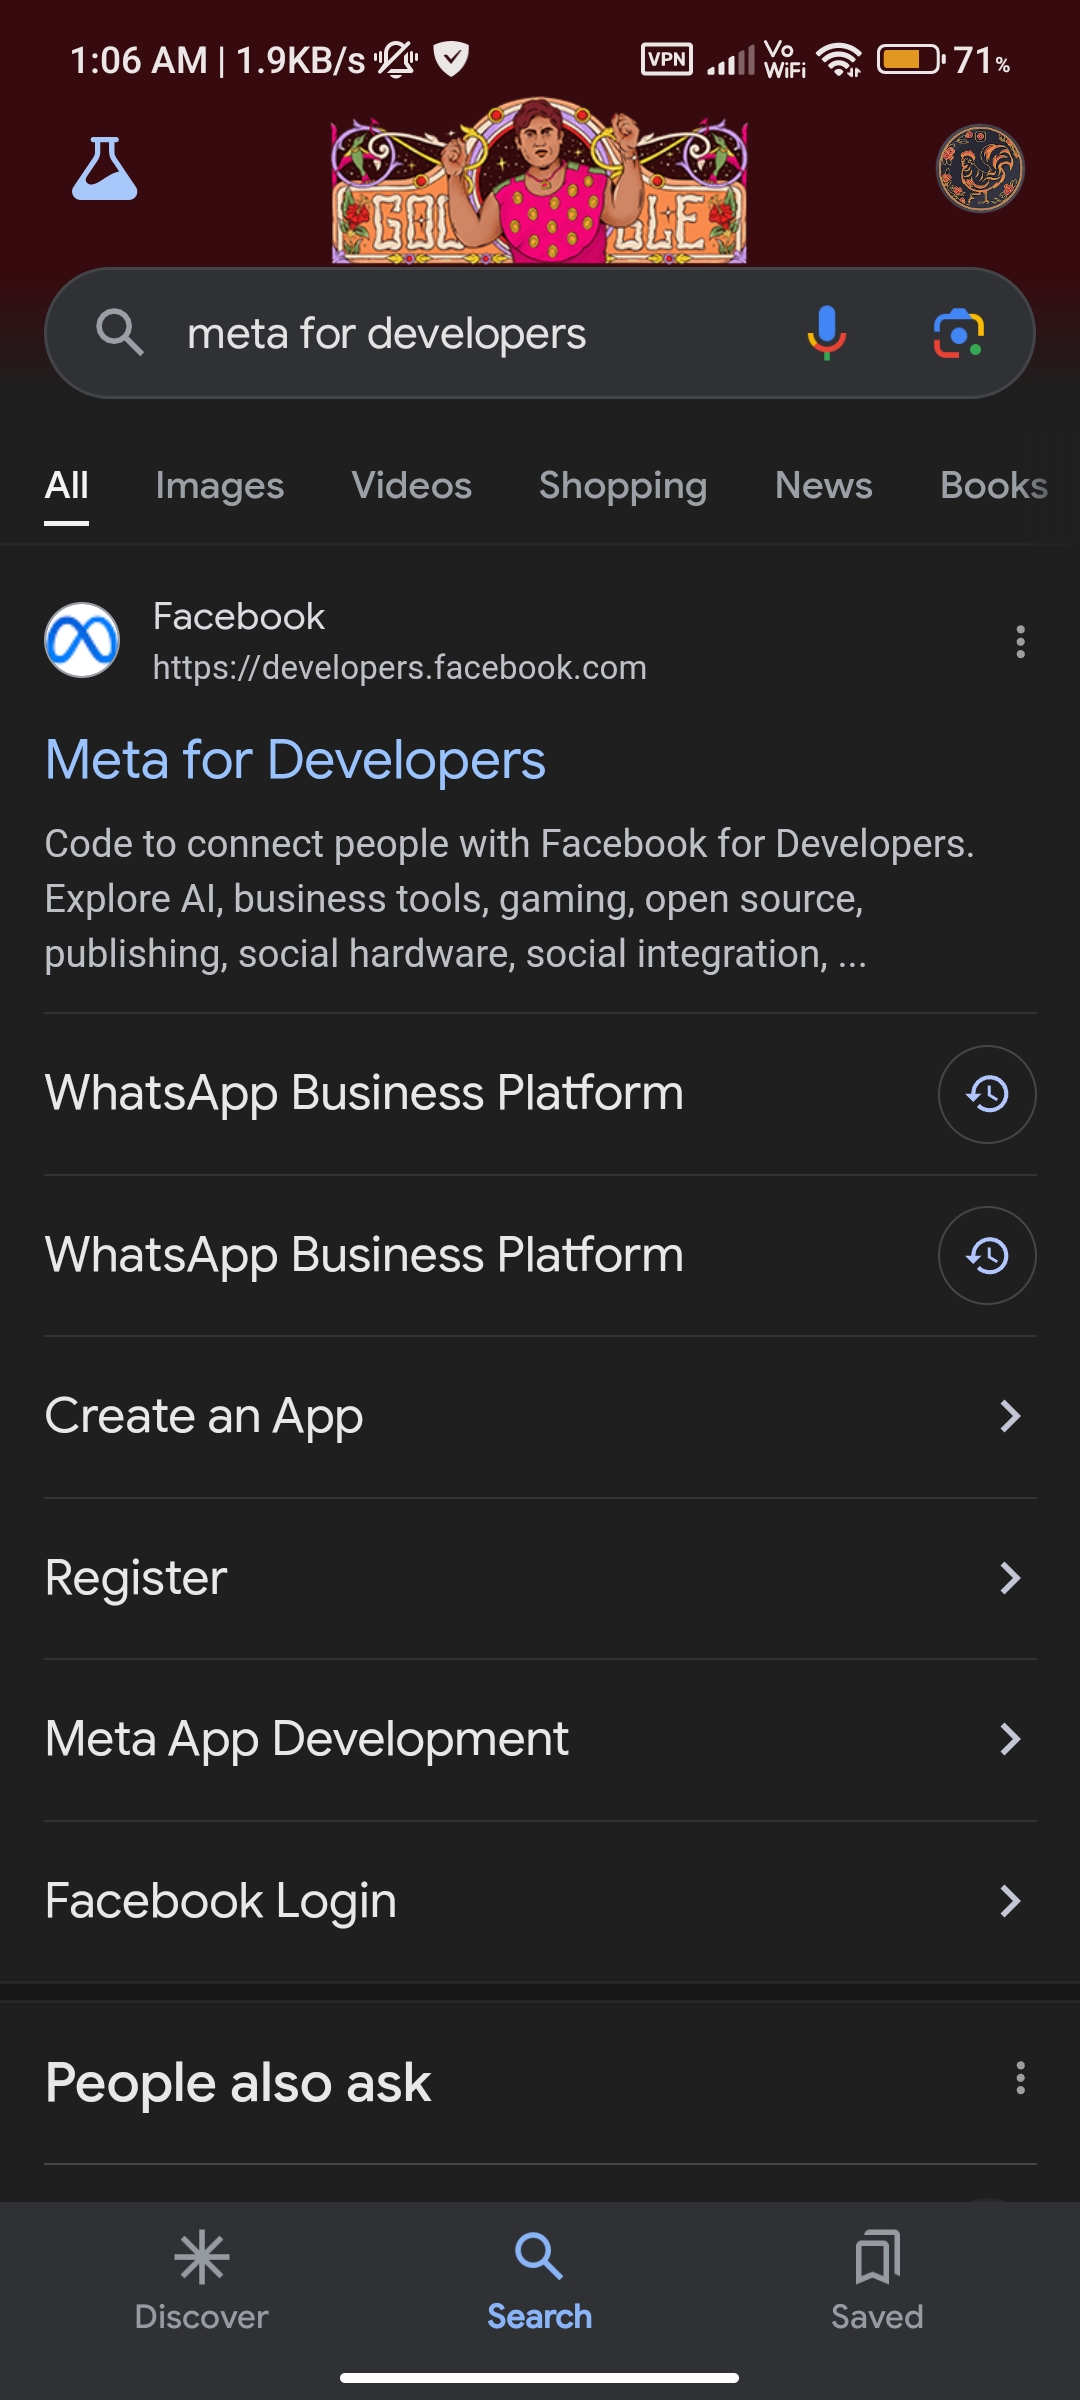 1:06 AM | 1.9KB/s VPN Vo WiFi 71%
GOOGLE
meta for developers
All Images Videos Shopping News Books
Facebook
https://developers.facebook.com
Meta for Developers
Code to connect people with Facebook for Developers.
Explore AI, business tools, gaming, open source,
publishing, social hardware, social integration, ...
WhatsApp Business Platform
WhatsApp Business Platform
Create an App
Register
Meta App Development
Facebook Login
People also ask
Discover Search Saved